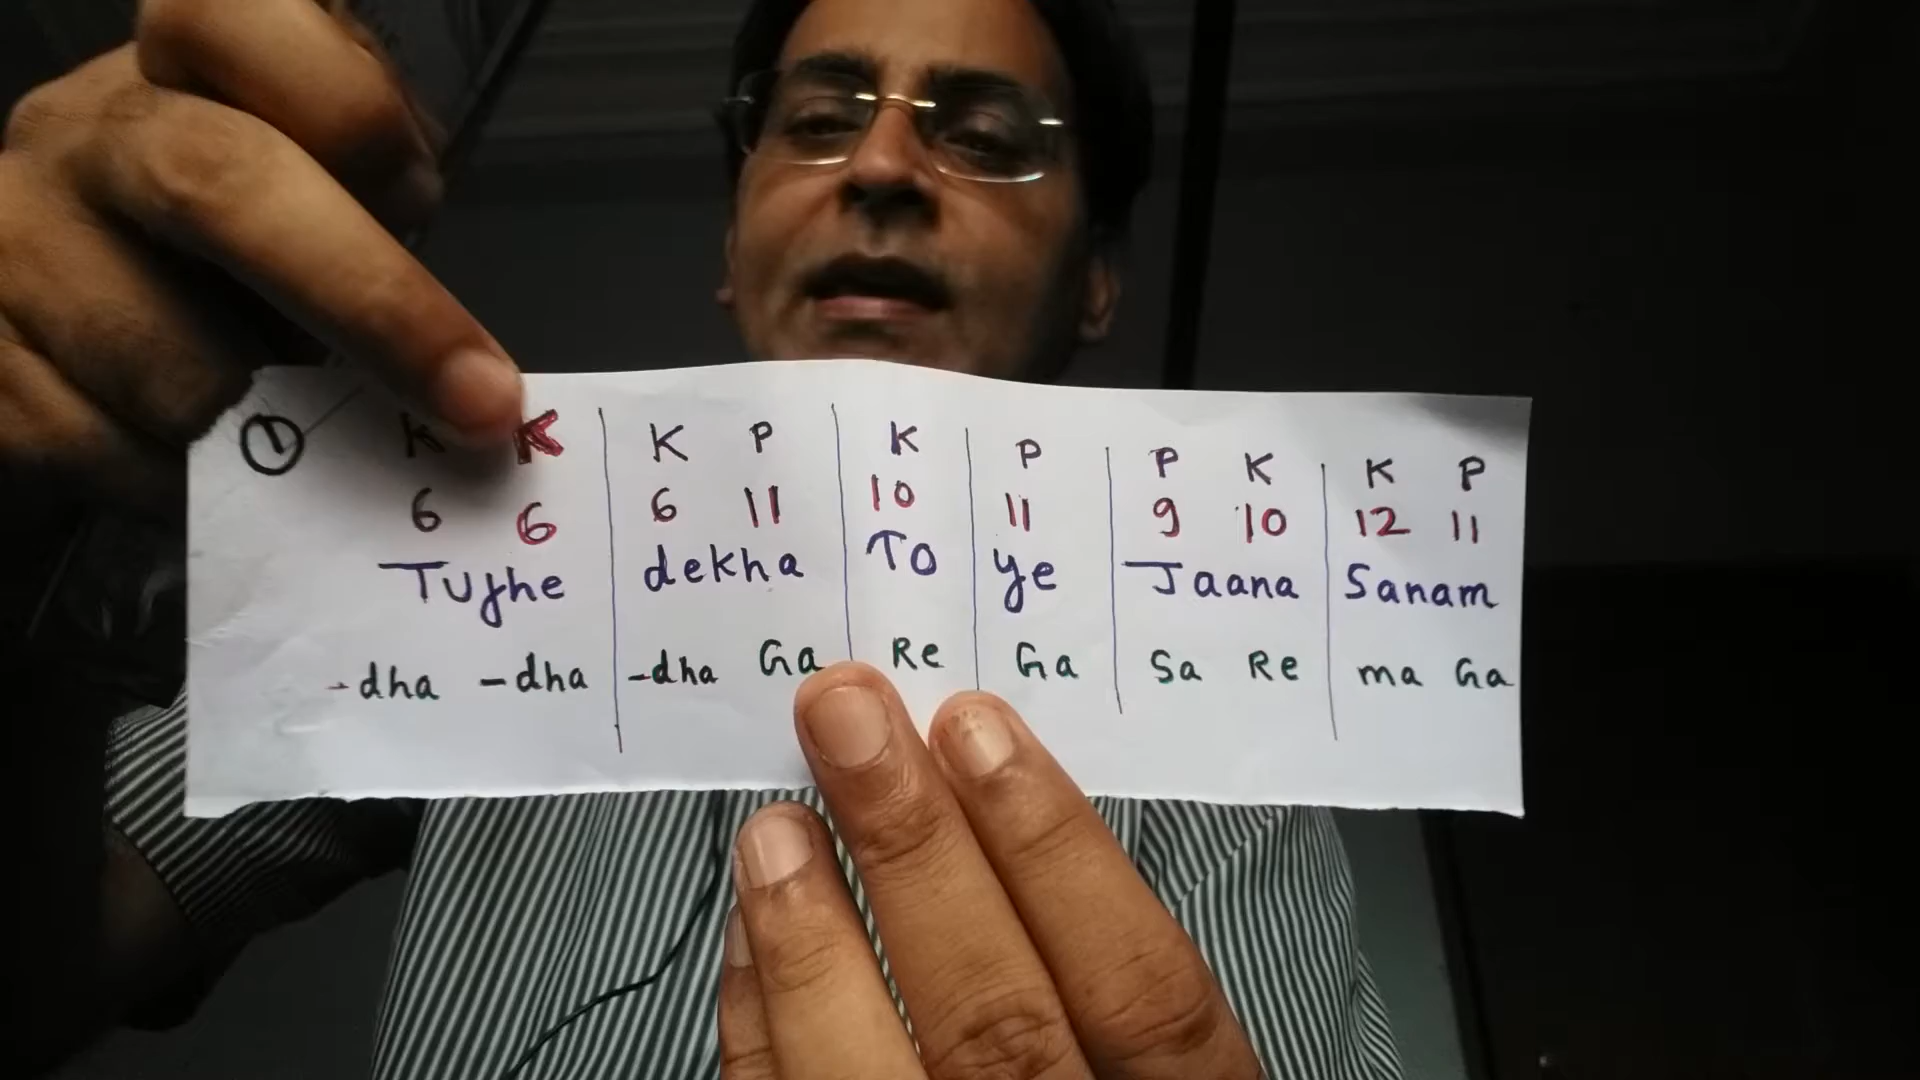 1 K K K P K P P K K P
6 6 6 11 10 11 9 10 12 11
Tujhe dekha To ye Jaana Sanam
-dha -dha -dha Ga Re Ga Sa Re ma Ga